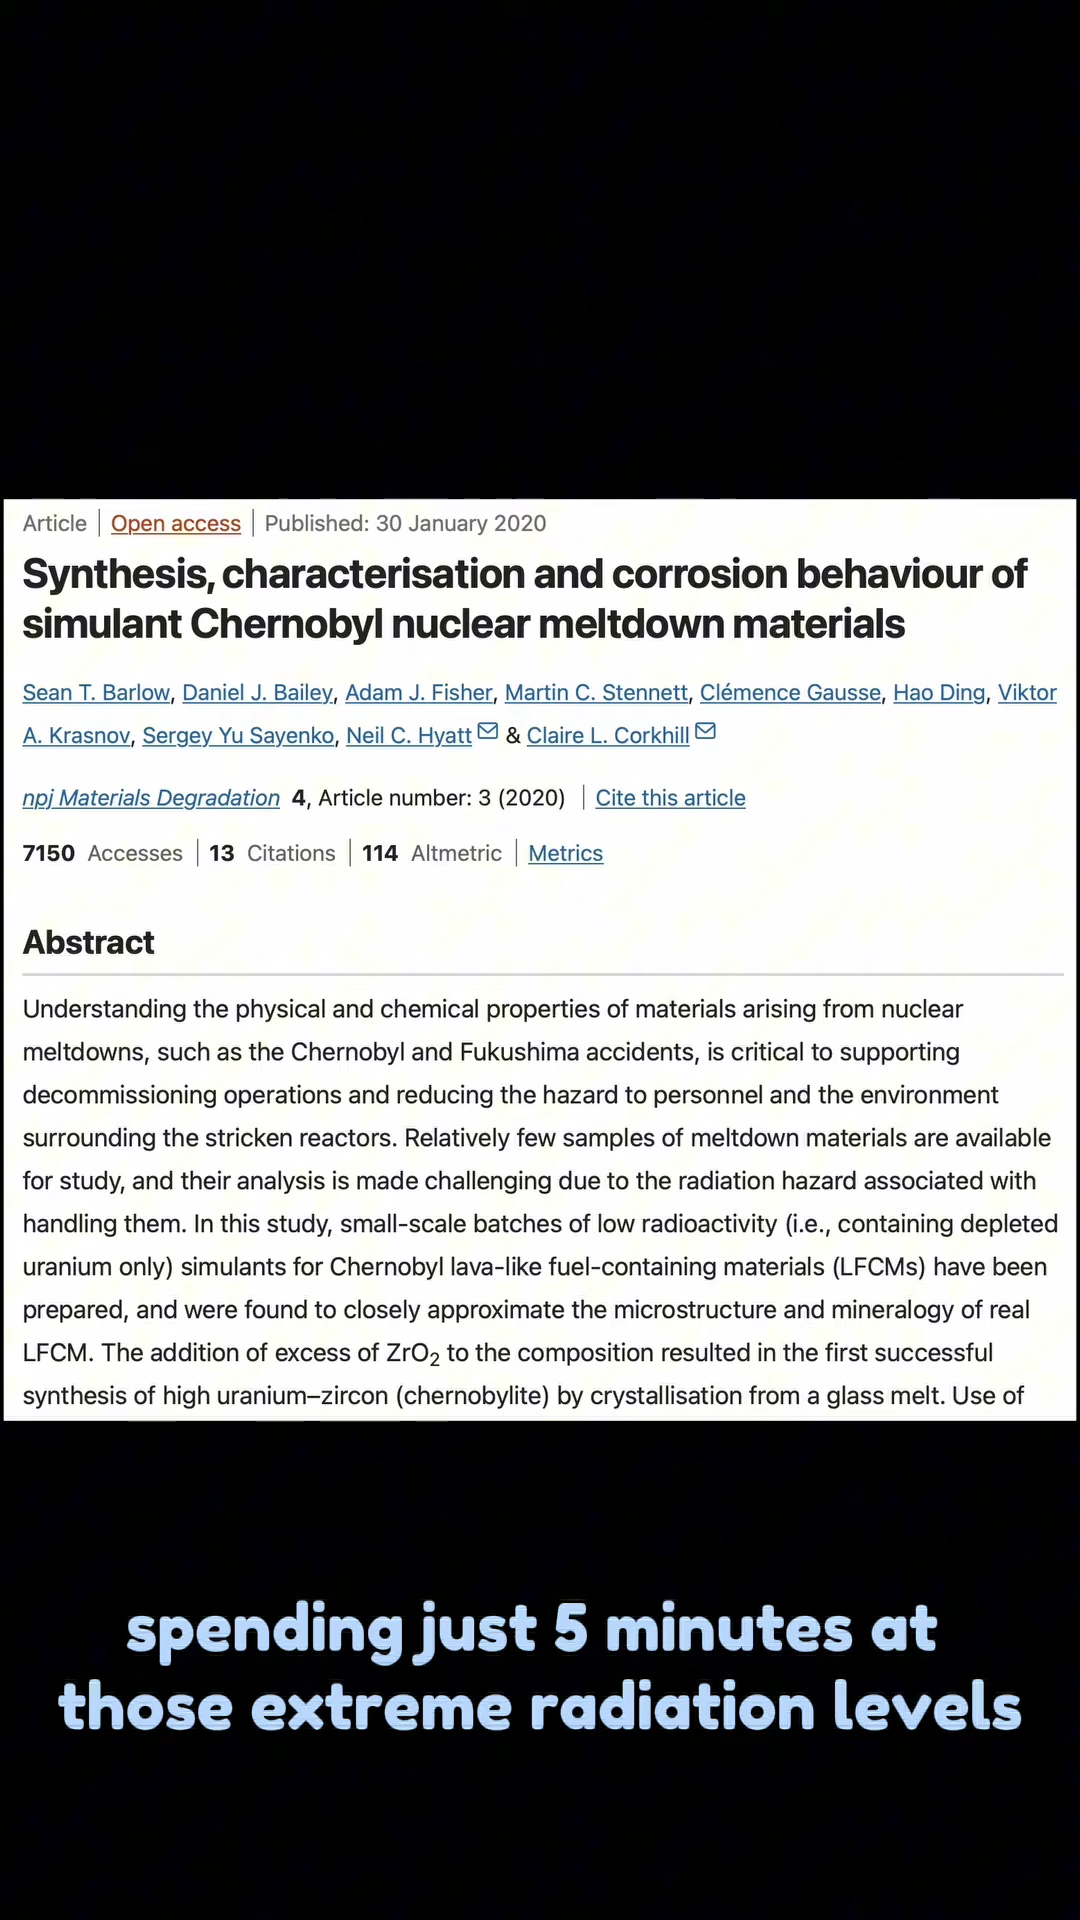 Article | Open access | Published: 30 January 2020
Synthesis, characterisation and corrosion behaviour of
simulant Chernobyl nuclear meltdown materials
Sean T. Barlow, Daniel J. Bailey, Adam J. Fisher, Martin C. Stennett, Clémence Gausse, Hao Ding, Viktor
A. Krasnov, Sergey Yu Sayenko, Neil C. Hyatt & Claire L. Corkhill
npj Materials Degradation 4, Article number: 3 (2020) | Cite this article
7150 Accesses | 13 Citations | 114 Altmetric | Metrics
Abstract
Understanding the physical and chemical properties of materials arising from nuclear
meltdowns, such as the Chernobyl and Fukushima accidents, is critical to supporting
decommissioning operations and reducing the hazard to personnel and the environment
surrounding the stricken reactors. Relatively few samples of meltdown materials are available
for study, and their analysis is made challenging due to the radiation hazard associated with
handling them. In this study, small-scale batches of low radioactivity (i.e., containing depleted
uranium only) simulants for Chernobyl lava-like fuel-containing materials (LFCMs) have been
prepared, and were found to closely approximate the microstructure and mineralogy of real
LFCM. The addition of excess of ZrO₂ to the composition resulted in the first successful
synthesis of high uranium–zircon (chernobylite) by crystallisation from a glass melt. Use of
spending just 5 minutes at
those extreme radiation levels